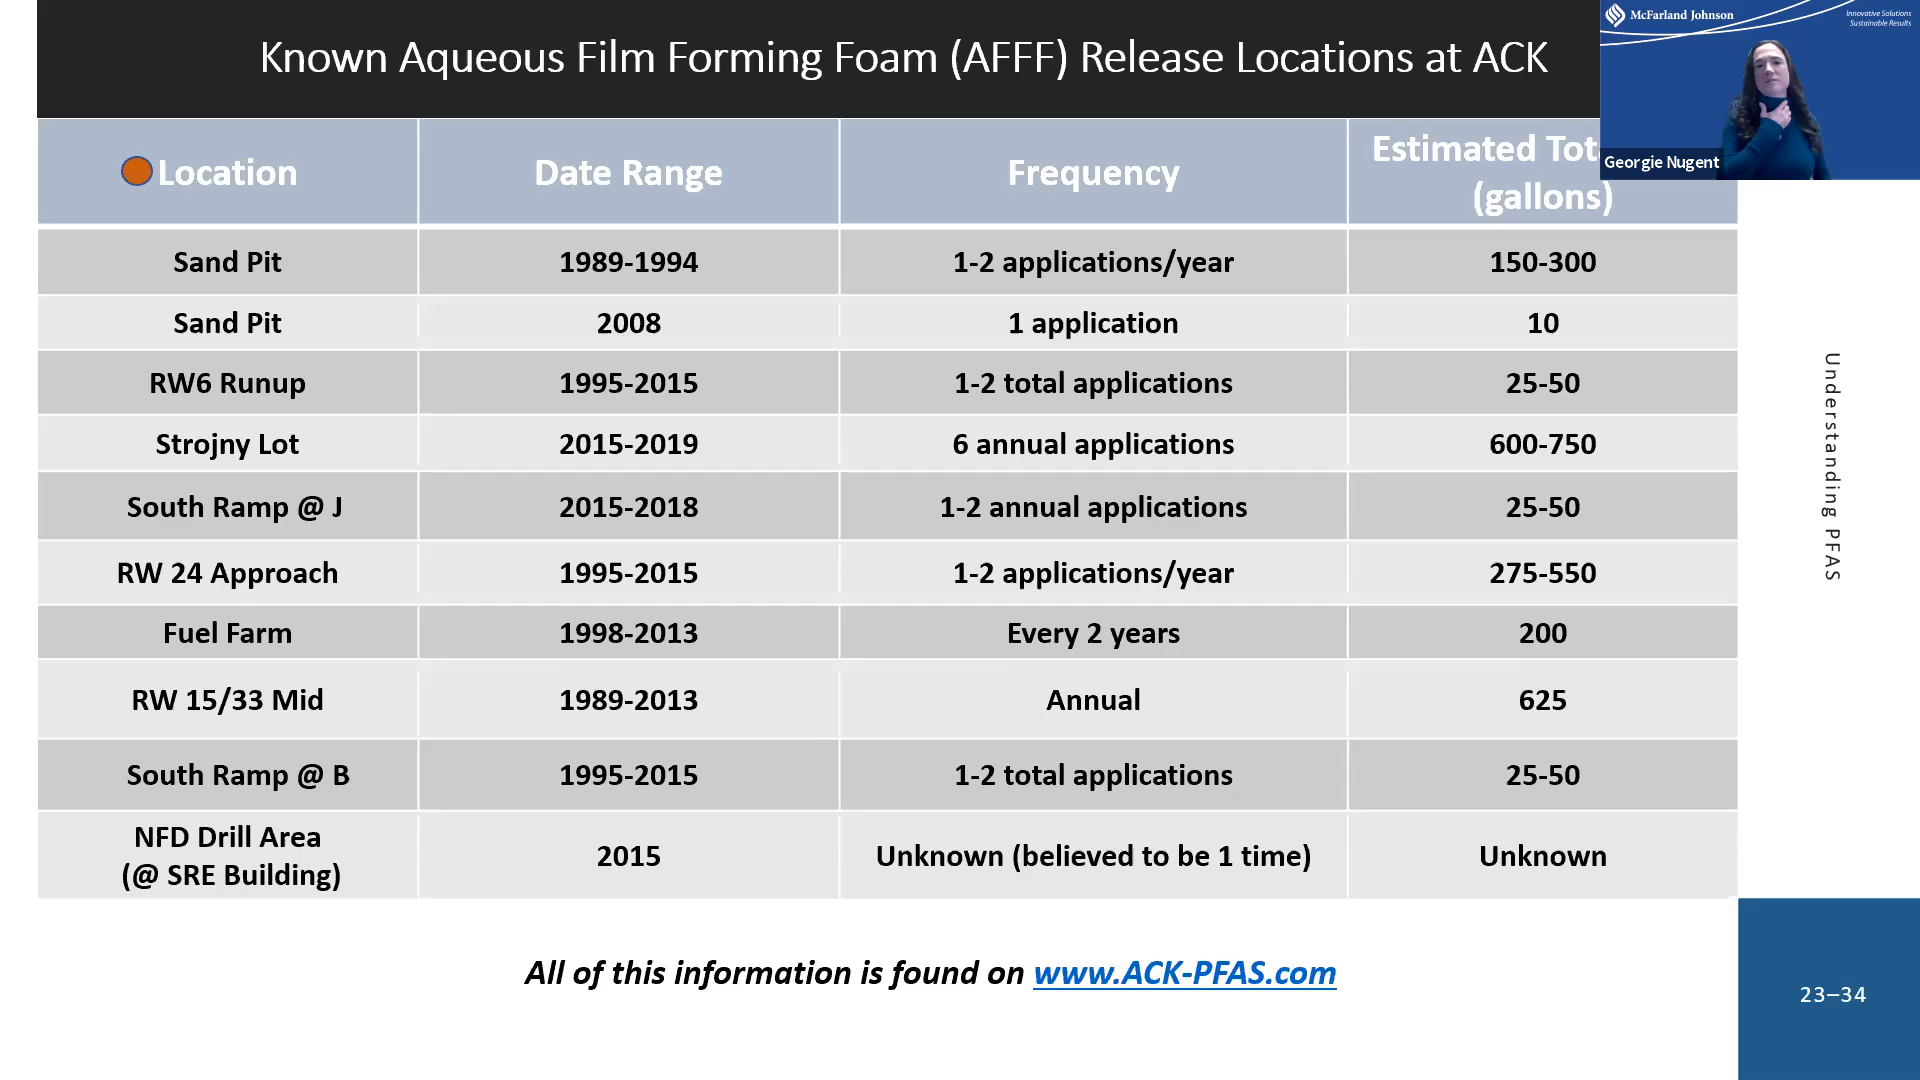 Known Aqueous Film Forming Foam (AFFF) Release Locations at ACK
McFarland Johnson
Innovative Solutions
Sustainable Results
Georgie Nugent
Location Date Range Frequency Estimated
(gallons)
Sand Pit 1989-1994 1-2 applications/year 150-300
Sand Pit 2008 1 application 10
RW6 Runup 1995-2015 1-2 total applications 25-50
Strojny Lot 2015-2019 6 annual applications 600-750
South Ramp @ J 2015-2018 1-2 annual applications 25-50
RW 24 Approach 1995-2015 1-2 applications/year 275-550
Fuel Farm 1998-2013 Every 2 years 200
RW 15/33 Mid 1989-2013 Annual 625
South Ramp @ B 1995-2015 1-2 total applications 25-50
NFD Drill Area
(@ SRE Building) 2015 Unknown (believed to be 1 time) Unknown
All of this information is found on www.ACK-PFAS.com
Understanding PFAS
23–34